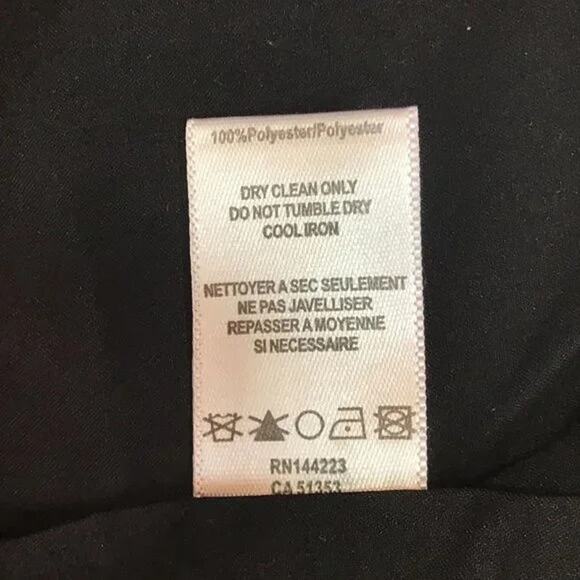 100%Polyester/Polyester
DRY CLEAN ONLY
DO NOT TUMBLE DRY
COOL IRON
NETTOYER A SEC SEULEMENT
NE PAS JAVELLISER
REPASSER A MOYENNE
SI NECESSAIRE
RN144223
CA 51353